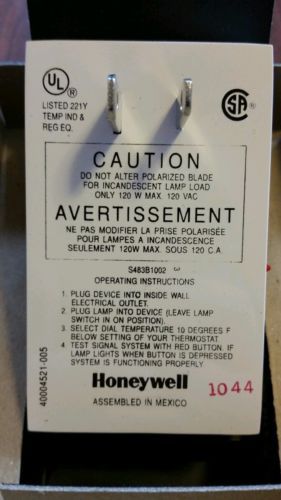 UL
LISTED 221Y
TEMP IND &
REG EQ.
SA
CAUTION
DO NOT ALTER POLARIZED BLADE
FOR INCANDESCENT LAMP LOAD
ONLY 120 W MAX. 120 VAC
AVERTISSEMENT
NE PAS MODIFIER LA PRISE POLARISÉE
POUR LAMPES A INCANDESCENCE
SEULEMENT 120W MAX. SOUS 120 C.A.
S483B1002 3
OPERATING INSTRUCTIONS
1. PLUG DEVICE INTO INSIDE WALL
ELECTRICAL OUTLET.
2. PLUG LAMP INTO DEVICE (LEAVE LAMP
SWITCH IN ON POSITION).
3. SELECT DIAL TEMPERATURE 10 DEGREES F
BELOW SETTING OF YOUR THERMOSTAT
4 TEST SIGNAL SYSTEM WITH RED BUTTON. IF
LAMP LIGHTS WHEN BUTTON IS DEPRESSED
SYSTEM IS FUNCTIONING PROPERLY
Honeywell
1044
ASSEMBLED IN MEXICO
40004521-005